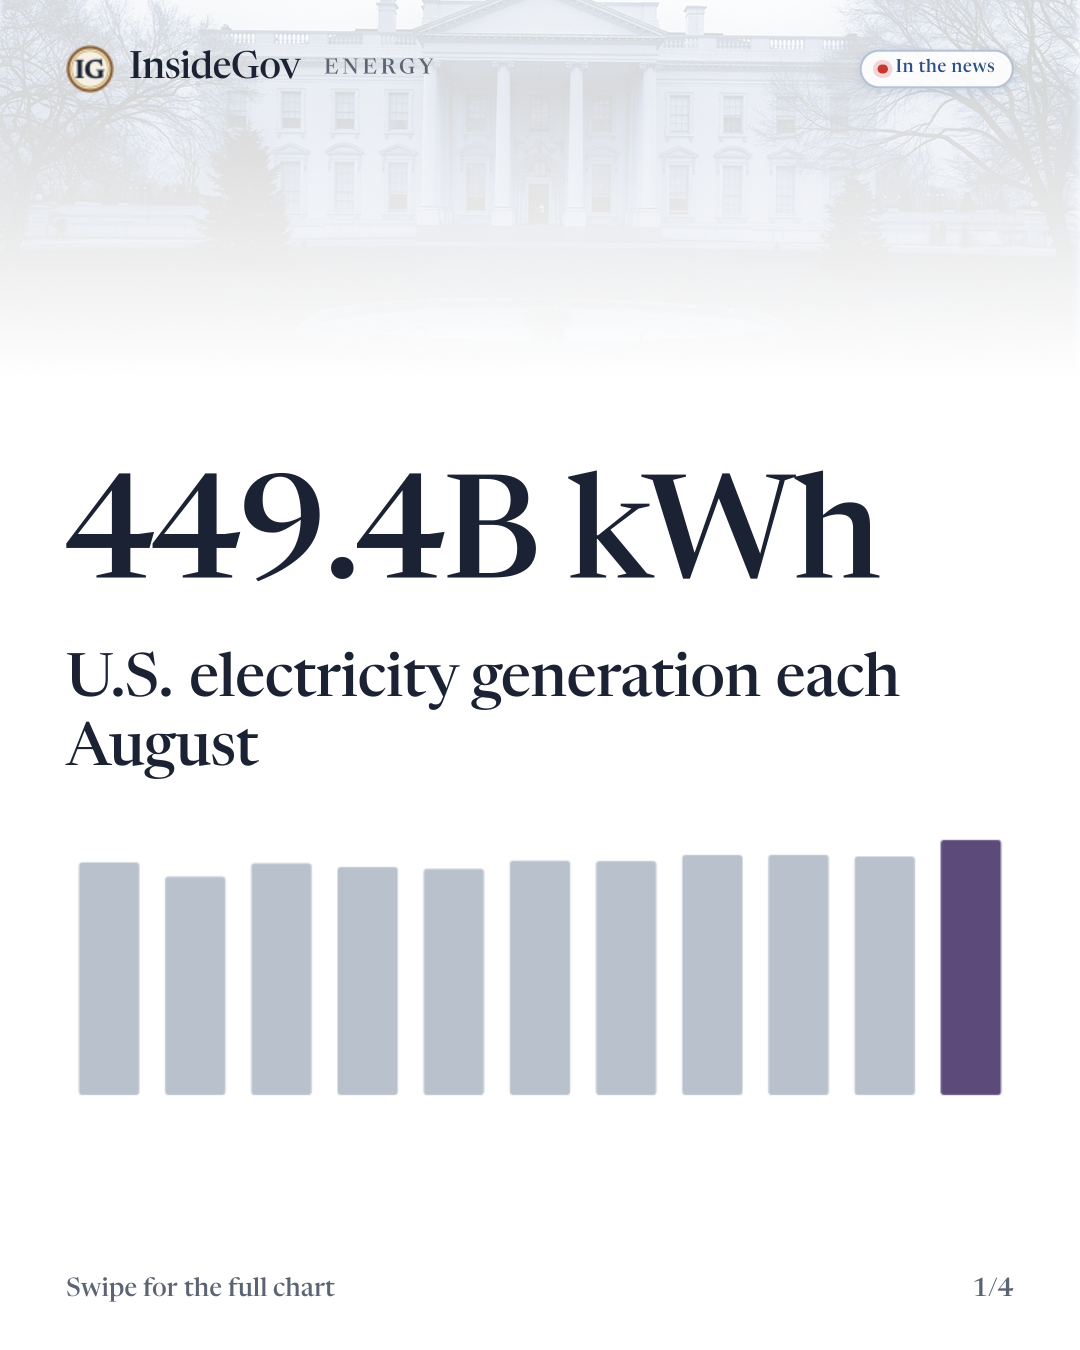 IG InsideGov ENERGY
In the news
449.4B kWh
U.S. electricity generation each
August
Swipe for the full chart
1/4